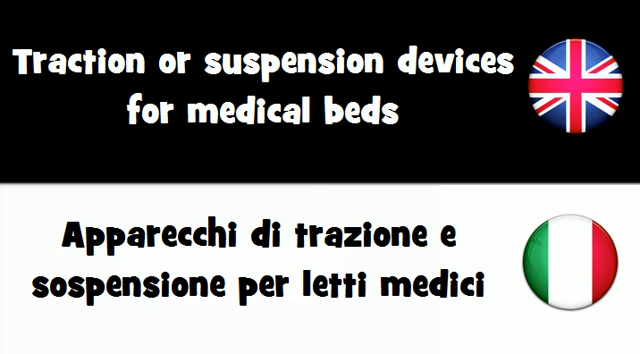 Traction or suspension devices
for medical beds
Apparecchi di trazione e
sospensione per letti medici